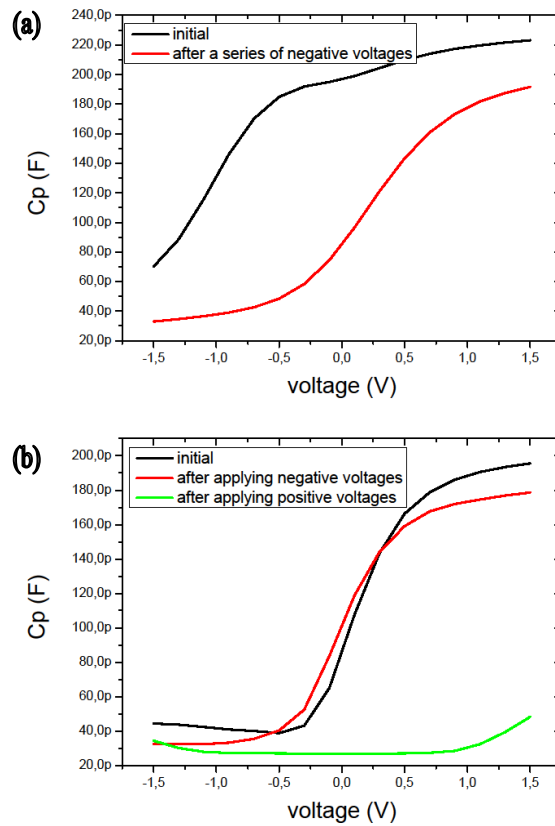 (a)
240,0p
220,0p
200,0p
180,0p
160,0p
140,0p
120,0p
100,0p
80,0p
60,0p
40,0p
20,0p
Cp (F)
initial
after a series of negative voltages
-1,5 -1,0 -0,5 0,0 0,5 1,0 1,5
voltage (V)
(b)
200,0p
180,0p
160,0p
140,0p
120,0p
100,0p
80,0p
60,0p
40,0p
20,0p
Cp (F)
initial
after applying negative voltages
after applying positive voltages
-1,5 -1,0 -0,5 0,0 0,5 1,0 1,5
voltage (V)